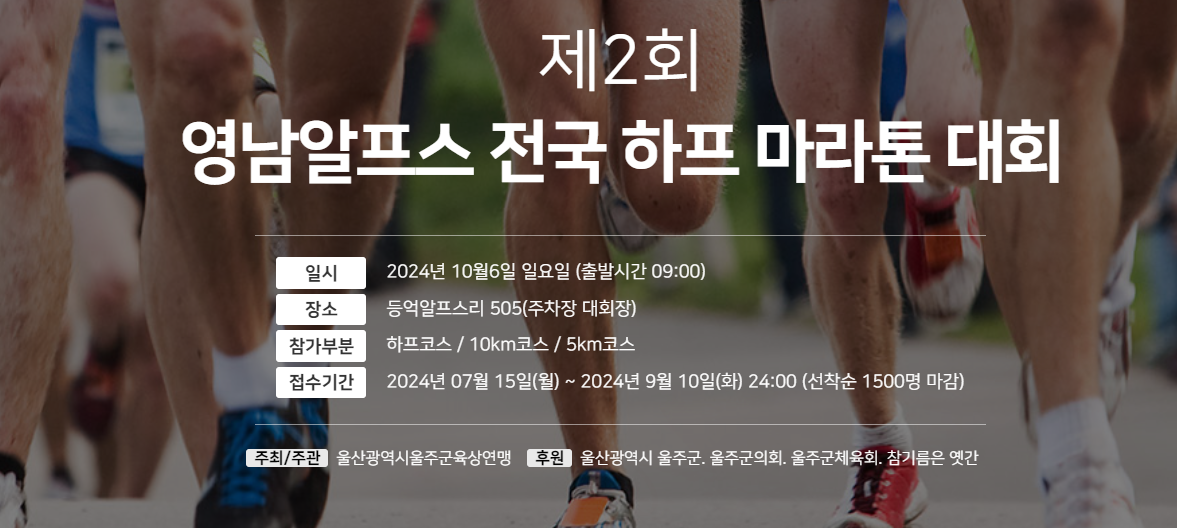 제2회
영남알프스 전국 하프 마라톤 대회
일시 2024년 10월6일 일요일 (출발시간 09:00)
장소 등억알프스리 505(주차장 대회장)
참가부분 하프코스 / 10km코스 / 5km코스
접수기간 2024년 07월 15일(월) ~ 2024년 9월 10일(화) 24:00 (선착순 1500명 마감)
주최/주관 울산광역시울주군육상연맹 후원 울산광역시 울주군. 울주군의회. 울주군체육회. 참기름은 옛간